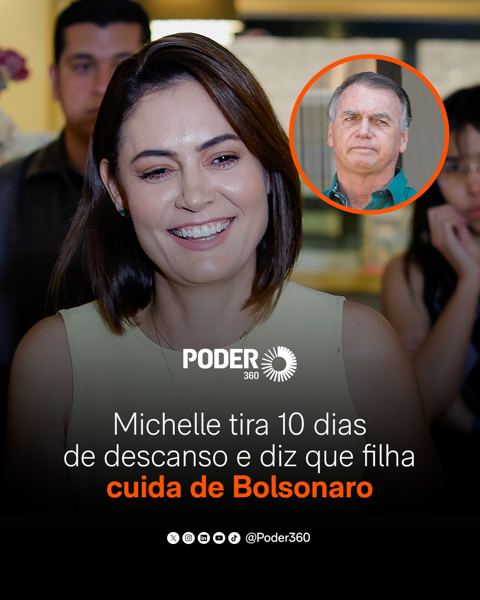 PODER
360
Michelle tira 10 dias
de descanso e diz que filha
cuida de Bolsonaro
@Poder360